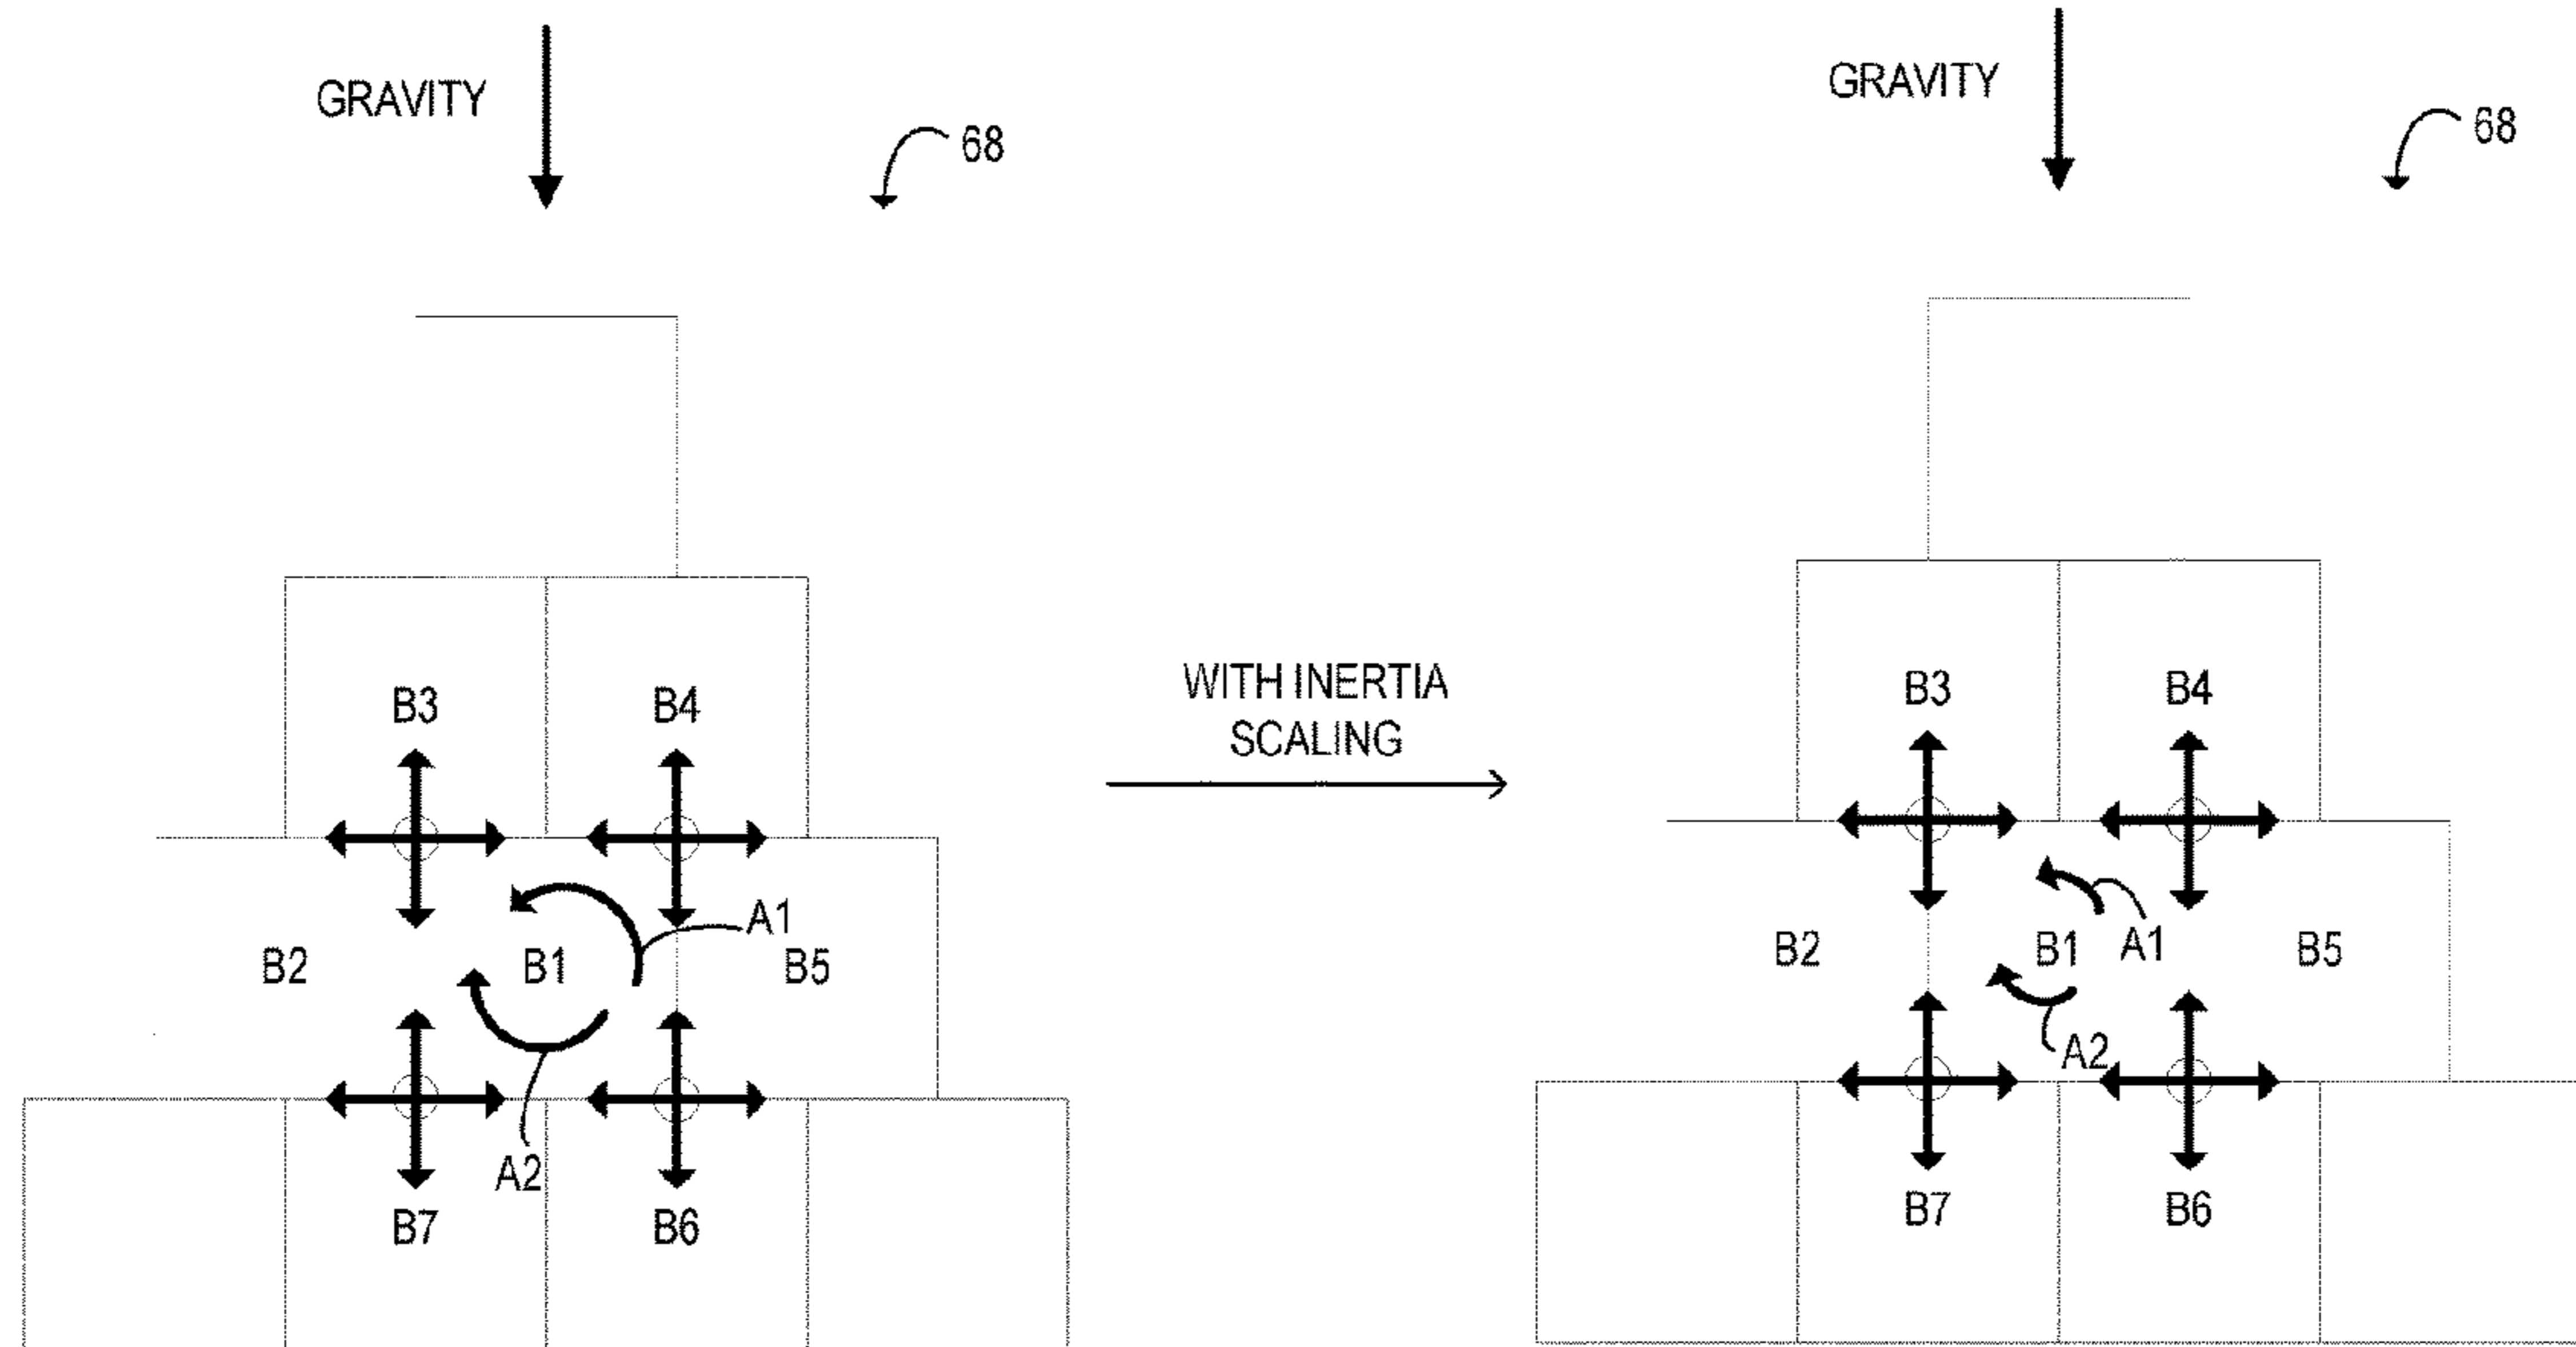 GRAVITY
68
B3
B4
A1
B2
B1
B5
A2
B7
B6
WITH INERTIA
SCALING
GRAVITY
68
B3
B4
B2
B1
A1
B5
A2
B7
B6